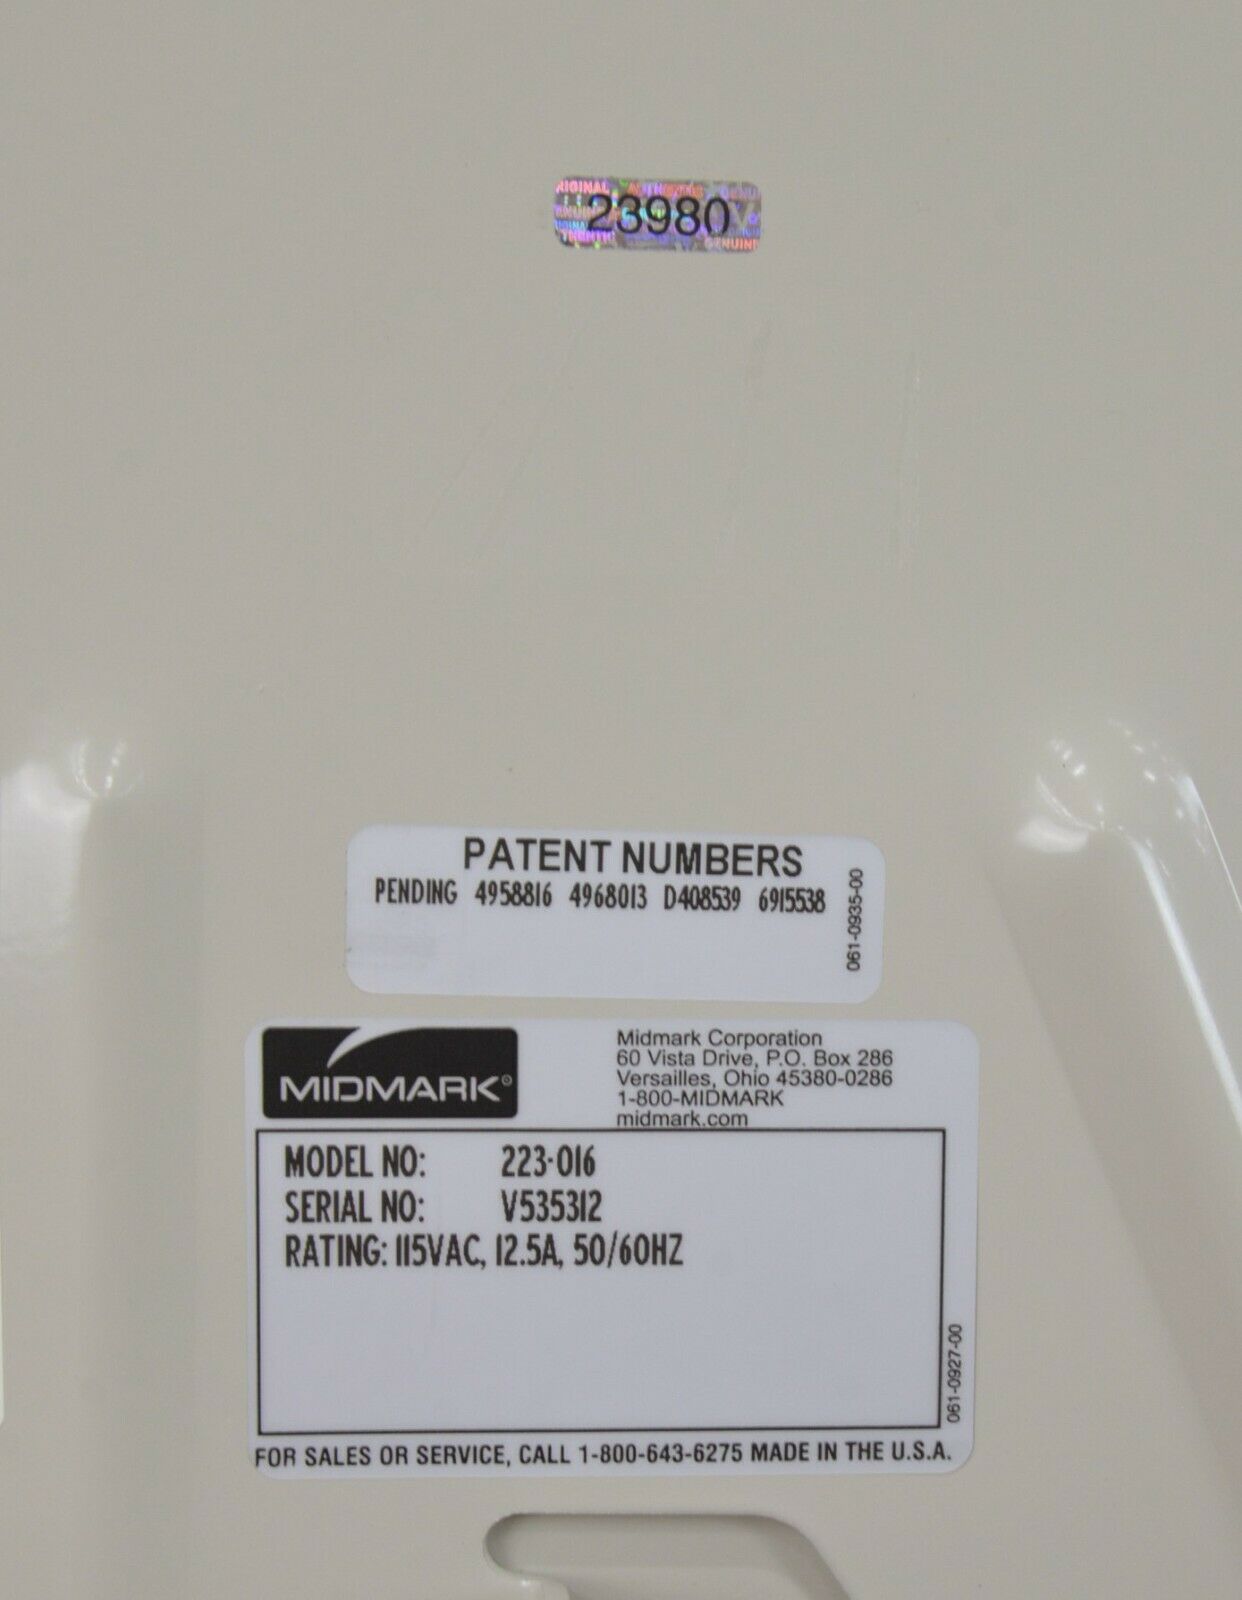 23980
PATENT NUMBERS
PENDING 4958816 4968013 D408539 6915538
061-0935-00
MIDMARK®
Midmark Corporation
60 Vista Drive, P.O. Box 286
Versailles, Ohio 45380-0286
1-800-MIDMARK
midmark.com
MODEL NO: 223-016
SERIAL NO: V535312
RATING: 115VAC, 12.5A, 50/60HZ
061-0927-00
FOR SALES OR SERVICE, CALL 1-800-643-6275 MADE IN THE U.S.A.